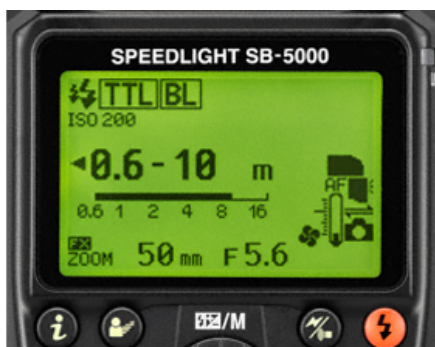 SPEEDLIGHT SB-5000
TTL BL
ISO 200
0.6 - 10 m
0.6 1 2 4 8 16
AF
FX
ZOOM 50 mm F 5.6
i
/M